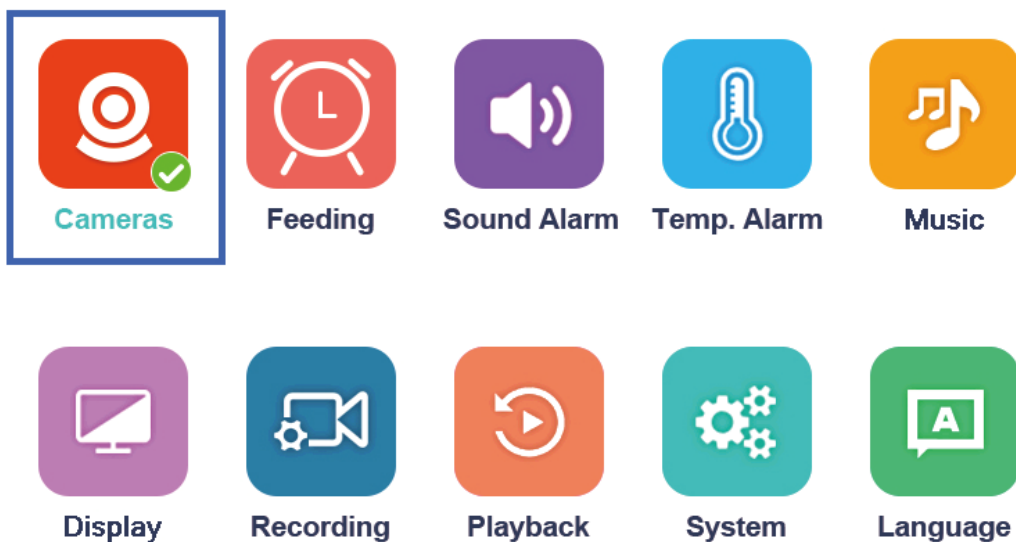 Cameras
Feeding
Sound Alarm
Temp. Alarm
Music
A
Display
Recording
Playback
System
Language